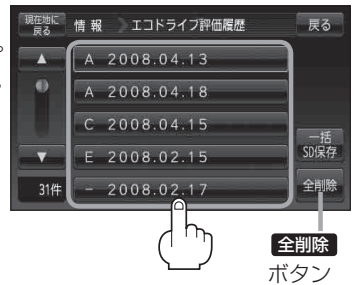 現在地に
戻る
情報
エコドライブ評価履歴
戻る
▲
A 2008.04.13
A 2008.04.18
C 2008.04.15
E 2008.02.15
- 2008.02.17
▼
31件
一括
SD保存
全削除
全削除
ボタン